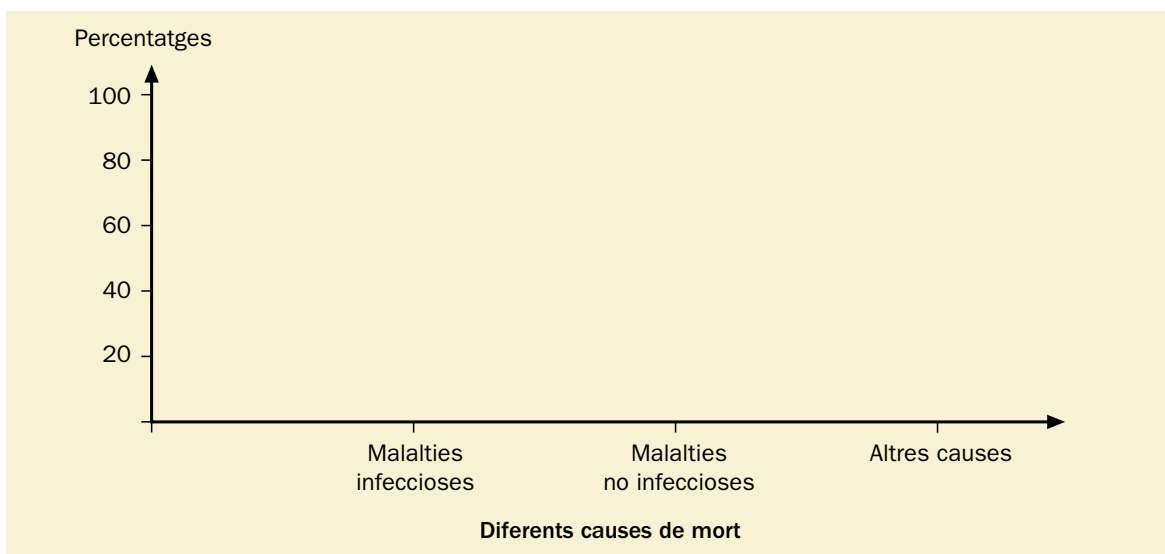 Percentatges
100
80
60
40
20
Malalties
infeccioses
Malalties
no infeccioses
Altres causes
Diferents causes de mort